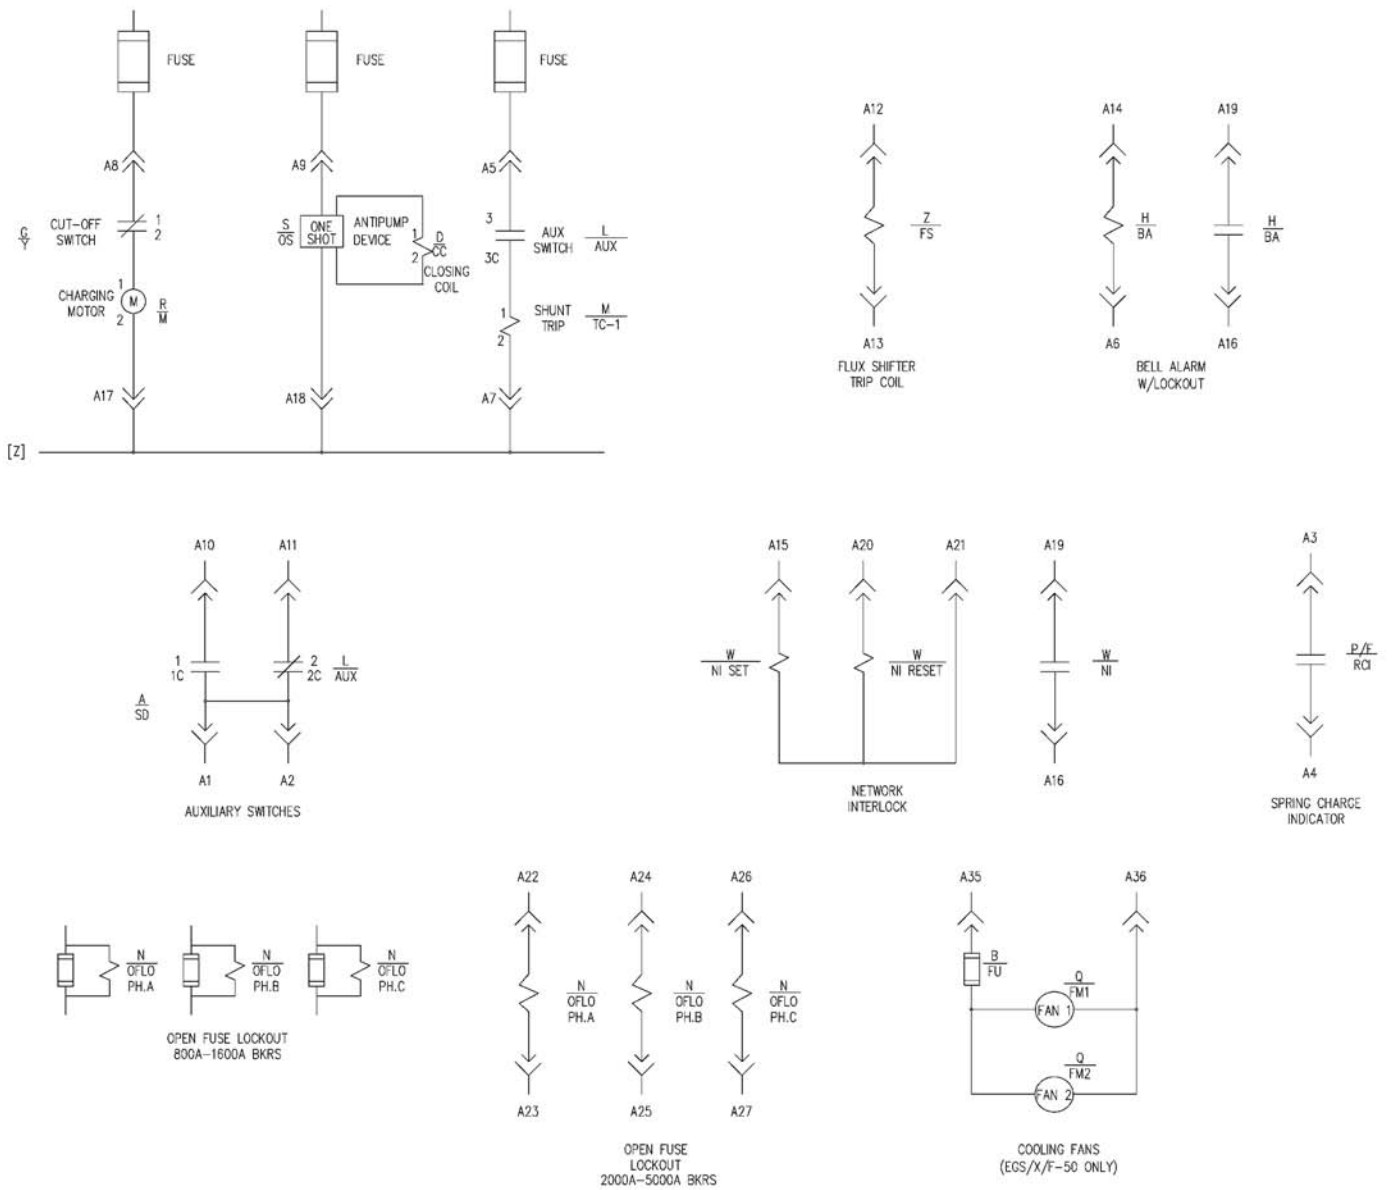 FUSE
FUSE
FUSE
A8
A9
A5
G
Y
CUT-OFF
SWITCH
1
2
S
OS
ONE
SHOT
ANTIPUMP
DEVICE
1
2
D
CC
CLOSING
COIL
3
3C
AUX
SWITCH
L
AUX
CHARGING
MOTOR
1
2
M
R
M
1
2
SHUNT
TRIP
M
TC-1
A17
A18
A7
[Z]
A12
Z
FS
A13
FLUX SHIFTER
TRIP COIL
A14
A19
H
BA
H
BA
A6
A16
BELL ALARM
W/LOCKOUT
A10
A11
1
1C
2
2C
L
AUX
A
SD
A1
A2
AUXILIARY SWITCHES
A15
A20
A21
A19
W
NI SET
W
NI RESET
W
NI
A16
NETWORK
INTERLOCK
A3
P/F
RCI
A4
SPRING CHARGE
INDICATOR
N
OFLO
PH.A
N
OFLO
PH.B
N
OFLO
PH.C
OPEN FUSE LOCKOUT
800A-1600A BKRS
A22
A24
A26
N
OFLO
PH.A
N
OFLO
PH.B
N
OFLO
PH.C
A23
A25
A27
OPEN FUSE
LOCKOUT
2000A-5000A BKRS
A35
A36
B
FU
Q
FM1
FAN 1
Q
FM2
FAN 2
COOLING FANS
(EGS/X/F-50 ONLY)